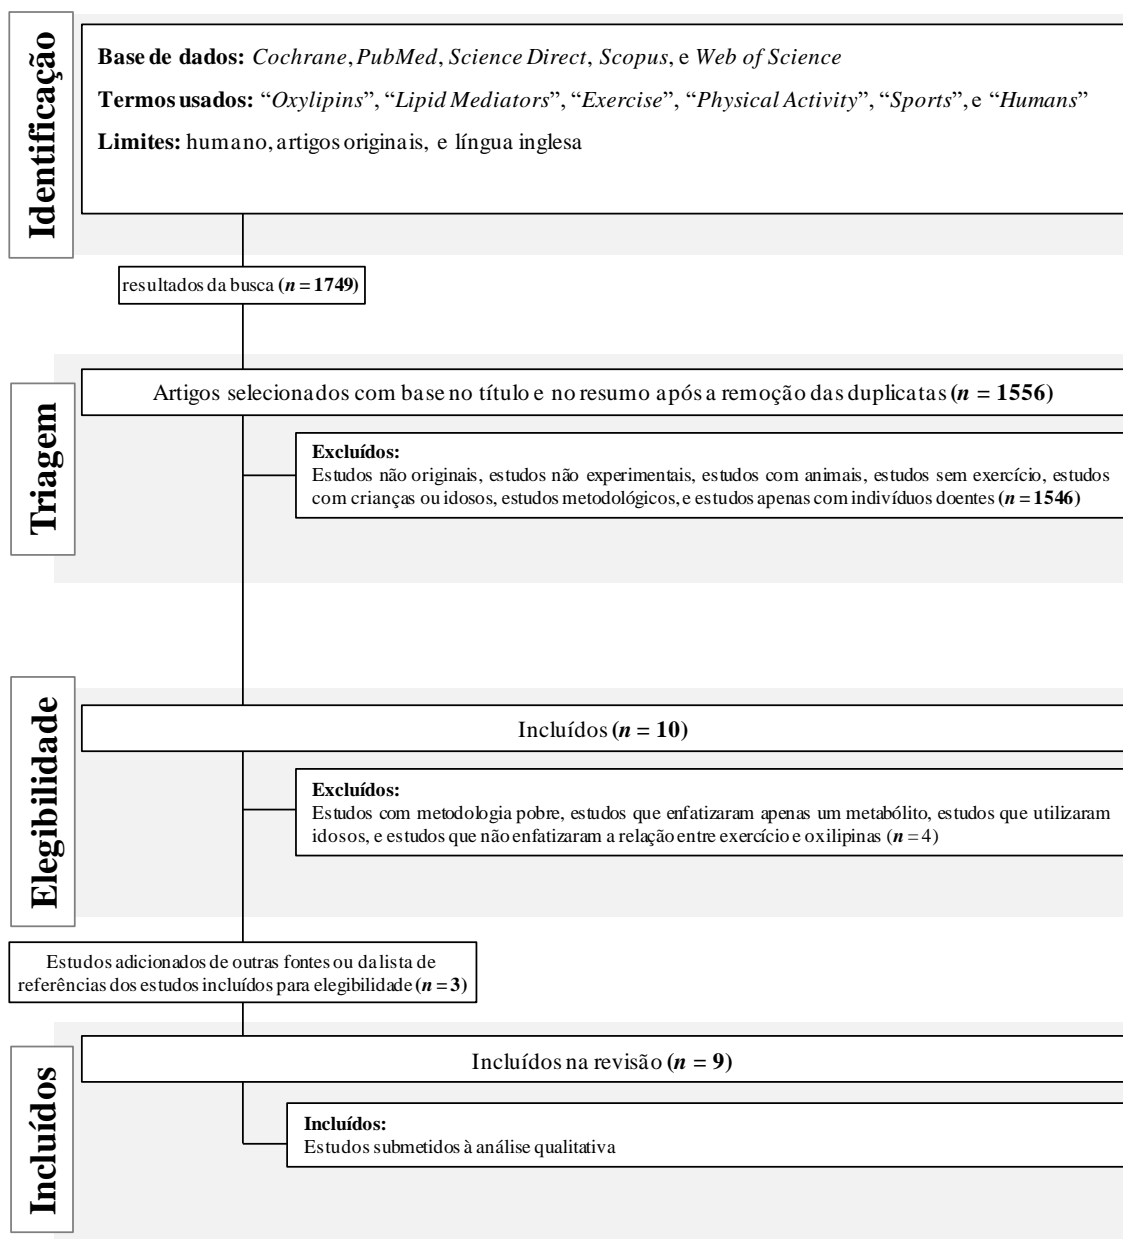 Identificação
Base de dados: Cochrane, PubMed, Science Direct, Scopus, e Web of Science
Termos usados: “Oxylipins”, “Lipid Mediators”, “Exercise”, “Physical Activity”, “Sports”, e “Humans”
Limites: humano, artigos originais, e língua inglesa
resultados da busca (n = 1749)
Triagem
Artigos selecionados com base no título e no resumo após a remoção das duplicatas (n = 1556)
Excluídos:
Estudos não originais, estudos não experimentais, estudos com animais, estudos sem exercício, estudos
com crianças ou idosos, estudos metodológicos, e estudos apenas com indivíduos doentes (n = 1546)
Elegibilidade
Incluídos (n = 10)
Excluídos:
Estudos com metodologia pobre, estudos que enfatizaram apenas um metabólito, estudos que utilizaram
idosos, e estudos que não enfatizaram a relação entre exercício e oxilipinas (n = 4)
Estudos adicionados de outras fontes ou da lista de
referências dos estudos incluídos para elegibilidade (n = 3)
Incluídos
Incluídos na revisão (n = 9)
Incluídos:
Estudos submetidos à análise qualitativa